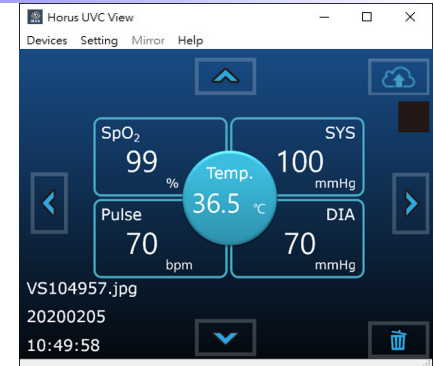 Horus UVC View
Devices Setting Mirror Help
SpO₂
99
%
SYS
100
mmHg
Temp.
36.5 °C
Pulse
70
bpm
DIA
70
mmHg
VS104957.jpg
20200205
10:49:58